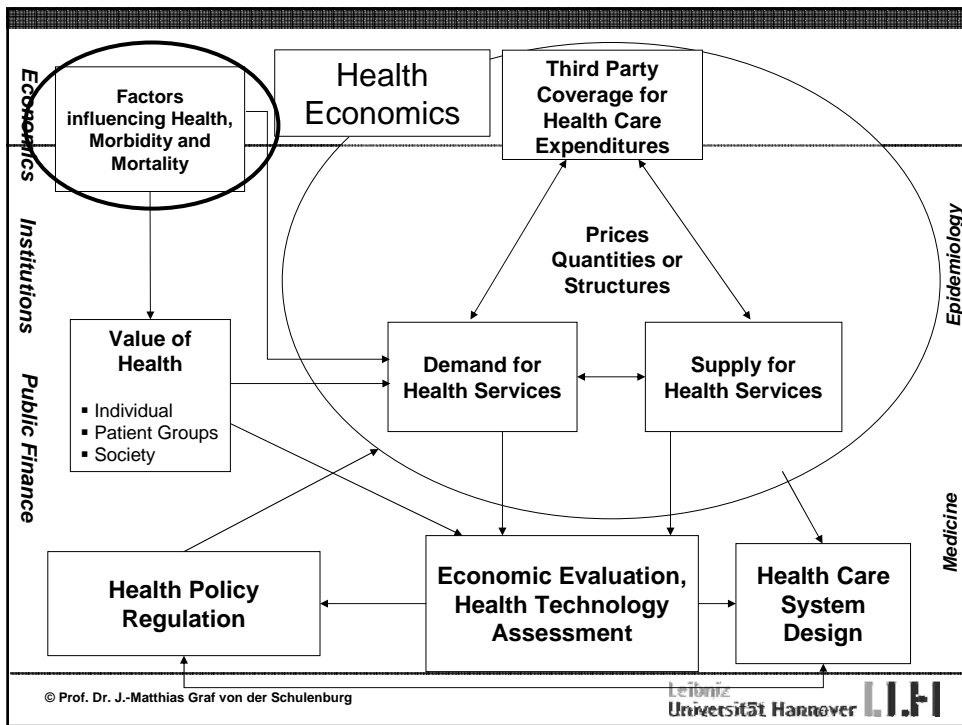 Economics
Institutions
Public Finance
Factors
influencing Health,
Morbidity and
Mortality
Health
Economics
Third Party
Coverage for
Health Care
Expenditures
Prices
Quantities or
Structures
Epidemiology
Medicine
Value of
Health
▪ Individual
▪ Patient Groups
▪ Society
Demand for
Health Services
Supply for
Health Services
Health Policy
Regulation
Economic Evaluation,
Health Technology
Assessment
Health Care
System
Design
© Prof. Dr. J.-Matthias Graf von der Schulenburg
Leibniz
Universität Hannover